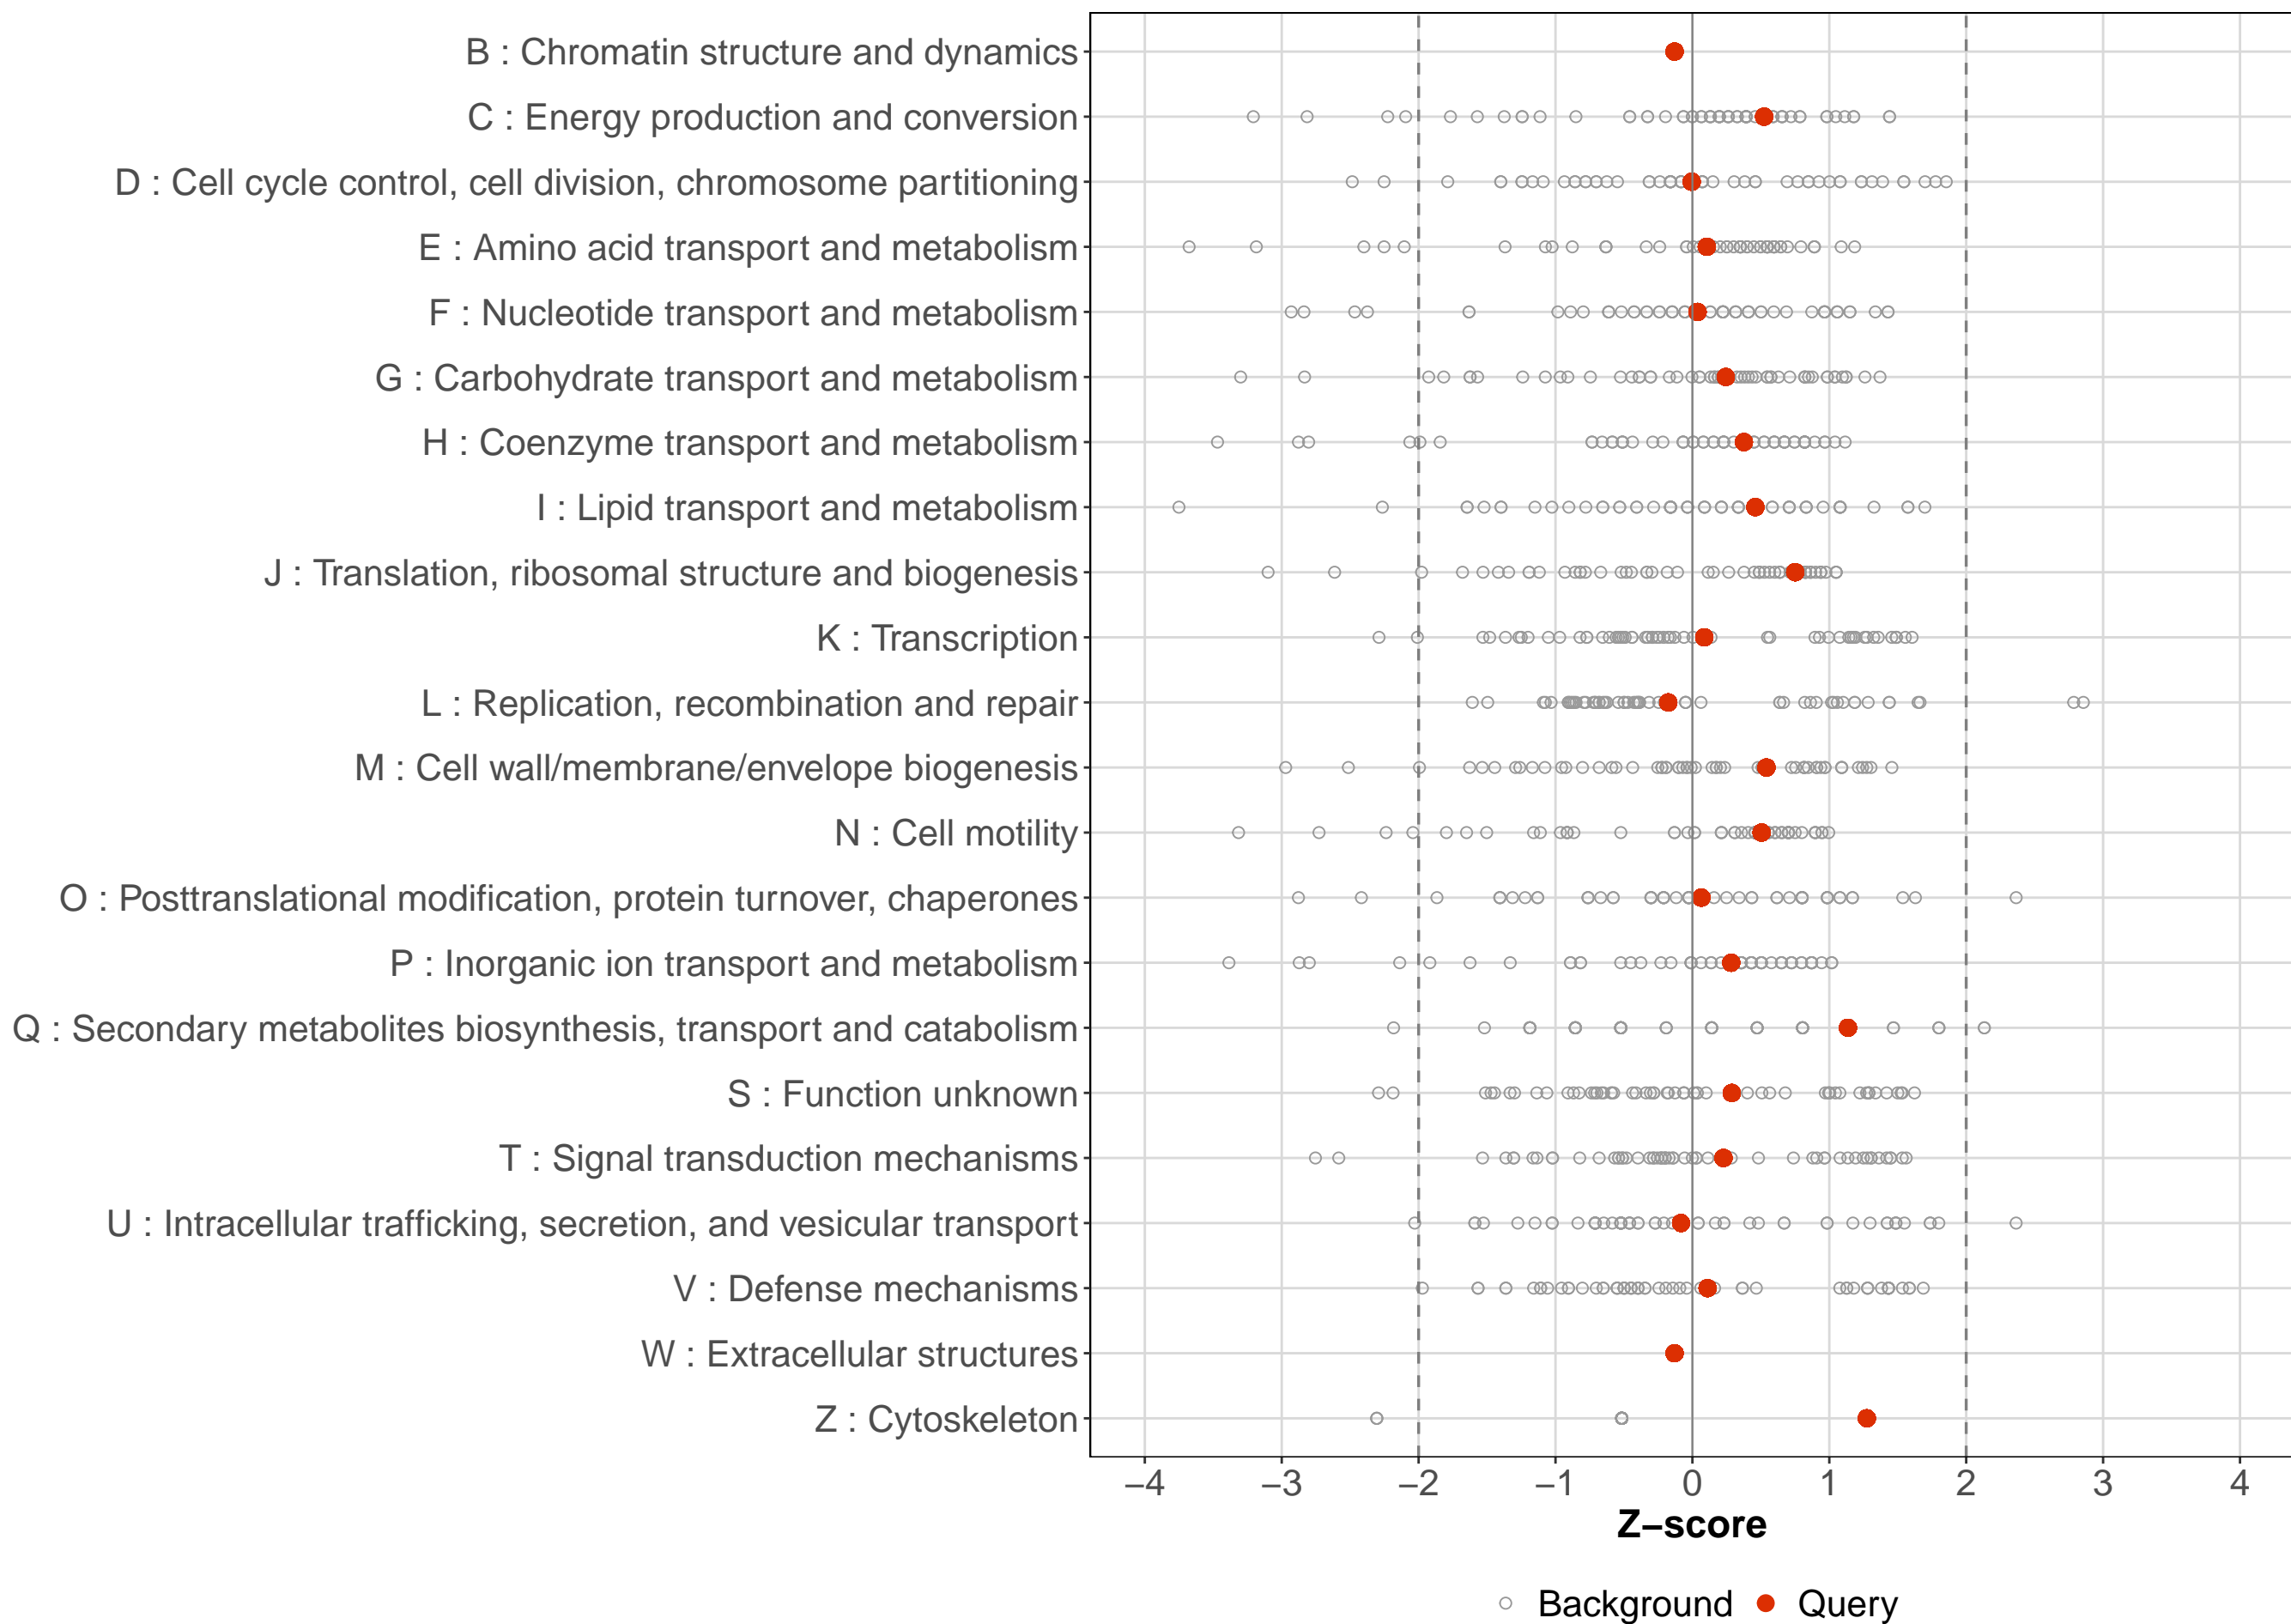 B : Chromatin structure and dynamics
C : Energy production and conversion
D : Cell cycle control, cell division, chromosome partitioning
E : Amino acid transport and metabolism
F : Nucleotide transport and metabolism
G : Carbohydrate transport and metabolism
H : Coenzyme transport and metabolism
I : Lipid transport and metabolism
J : Translation, ribosomal structure and biogenesis
K : Transcription
L : Replication, recombination and repair
M : Cell wall/membrane/envelope biogenesis
N : Cell motility
O : Posttranslational modification, protein turnover, chaperones
P : Inorganic ion transport and metabolism
Q : Secondary metabolites biosynthesis, transport and catabolism
S : Function unknown
T : Signal transduction mechanisms
U : Intracellular trafficking, secretion, and vesicular transport
V : Defense mechanisms
W : Extracellular structures
Z : Cytoskeleton
−4 −3 −2 −1 0 1 2 3 4
Z−score
Background Query